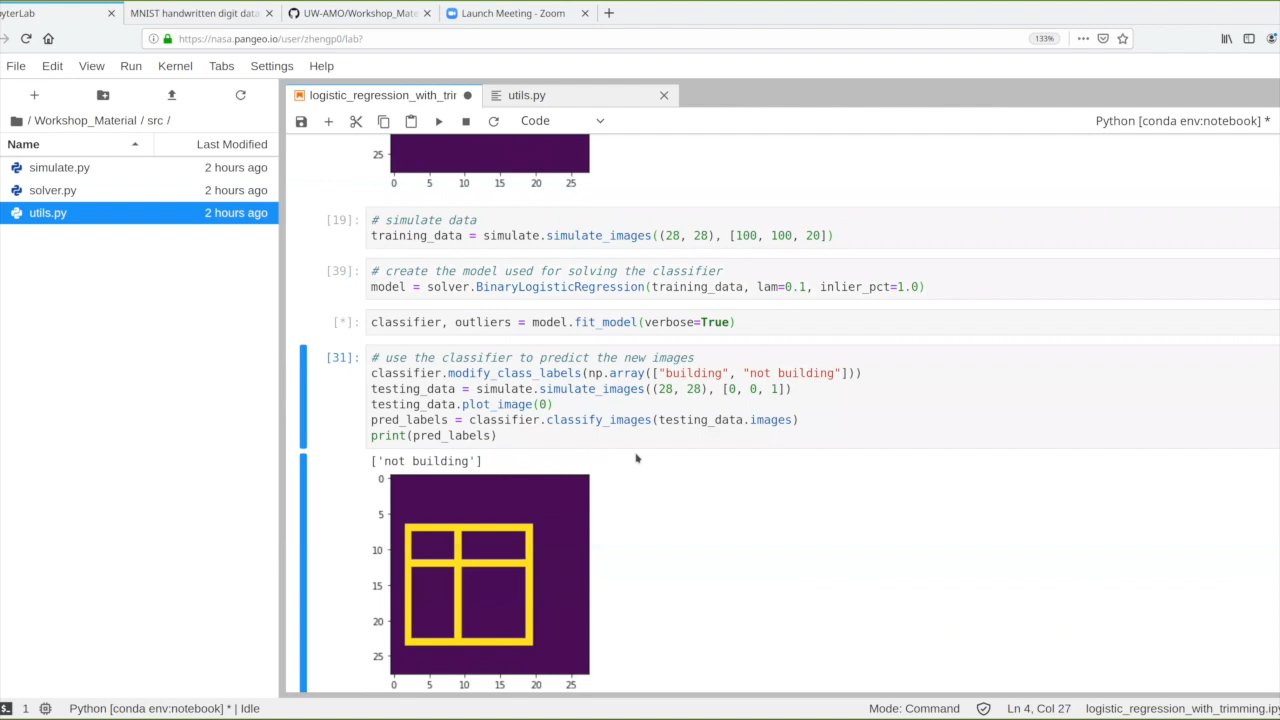 yterLab
MNIST handwritten digit data
UW-AMO/Workshop_Mate
Launch Meeting - Zoom
https://nasa.pangeo.io/user/zhengp0/lab?
133%
File Edit View Run Kernel Tabs Settings Help
logistic_regression_with_trir
utils.py
/ Workshop_Material / src /
Code
Python [conda env:notebook] *
Name Last Modified
simulate.py 2 hours ago
solver.py 2 hours ago
utils.py 2 hours ago
25
0 5 10 15 20 25
[19]:
# simulate data
training_data = simulate.simulate_images((28, 28), [100, 100, 20])
[39]:
# create the model used for solving the classifier
model = solver.BinaryLogisticRegression(training_data, lam=0.1, inlier_pct=1.0)
[*]:
classifier, outliers = model.fit_model(verbose=True)
[31]:
# use the classifier to predict the new images
classifier.modify_class_labels(np.array(["building", "not building"]))
testing_data = simulate.simulate_images((28, 28), [0, 0, 1])
testing_data.plot_image(0)
pred_labels = classifier.classify_images(testing_data.images)
print(pred_labels)
['not building']
0
5
10
15
20
25
0 5 10 15 20 25
1 Python [conda env:notebook] * | Idle
Mode: Command Ln 4, Col 27 logistic_regression_with_trimming.ipy